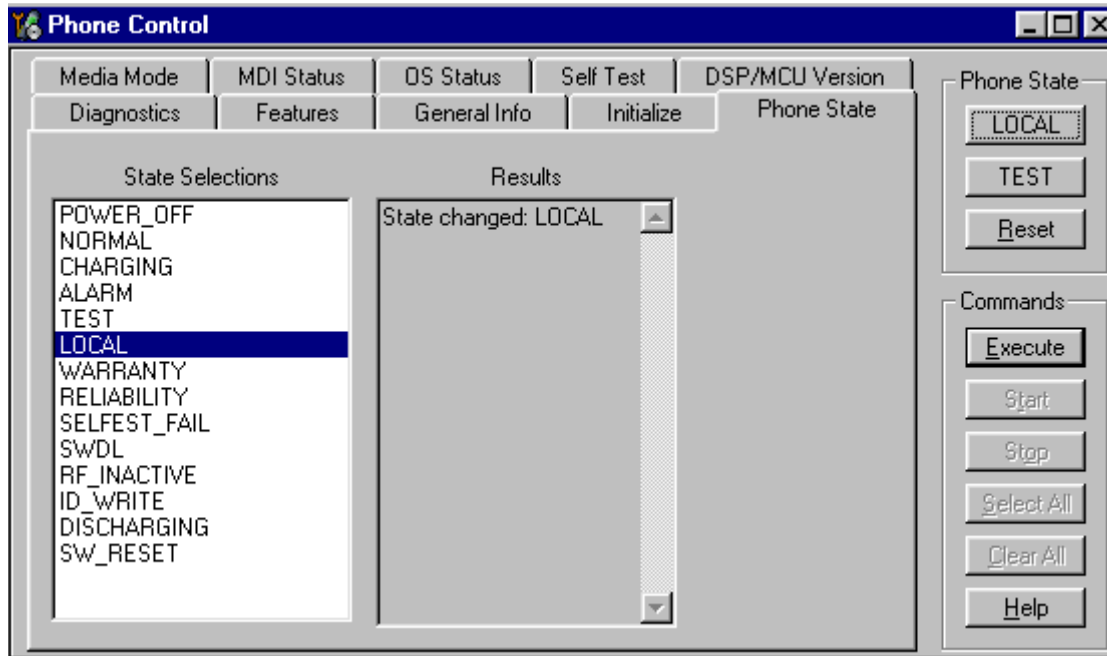 Phone Control
Media Mode MDI Status OS Status Self Test DSP/MCU Version
Diagnostics Features General Info Initialize Phone State
State Selections
POWER_OFF
NORMAL
CHARGING
ALARM
TEST
LOCAL
WARRANTY
RELIABILITY
SELFEST_FAIL
SWDL
RF_INACTIVE
ID_WRITE
DISCHARGING
SW_RESET
Results
State changed: LOCAL
Phone State
LOCAL
TEST
Reset
Commands
Execute
Start
Stop
Select All
Clear All
Help